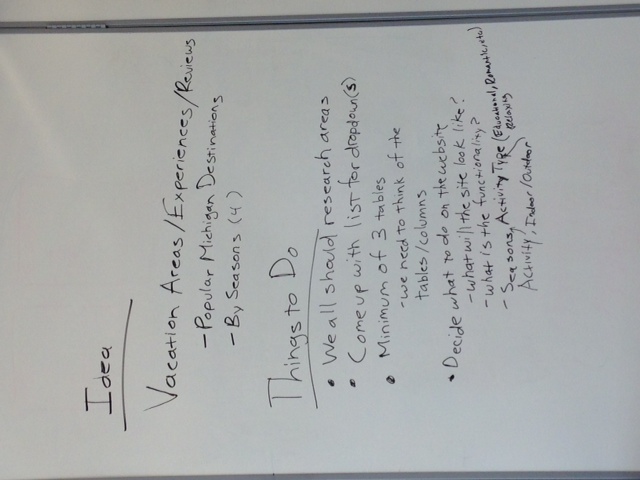 Idea
Vacation Areas/Experiences/Reviews
- Popular Michigan Destinations
- By Seasons (4)
Things to Do
• We all should research areas
• Come up with list for dropdown(s)
• Minimum of 3 tables
- we need to think of the
tables/columns
• Decide what to do on the website
- what will the site look like?
- what is the functionality?
- Seasons, Activity Type (Educational, Romantic, etc)
Relaxing
Activity, Indoor/Outdoor